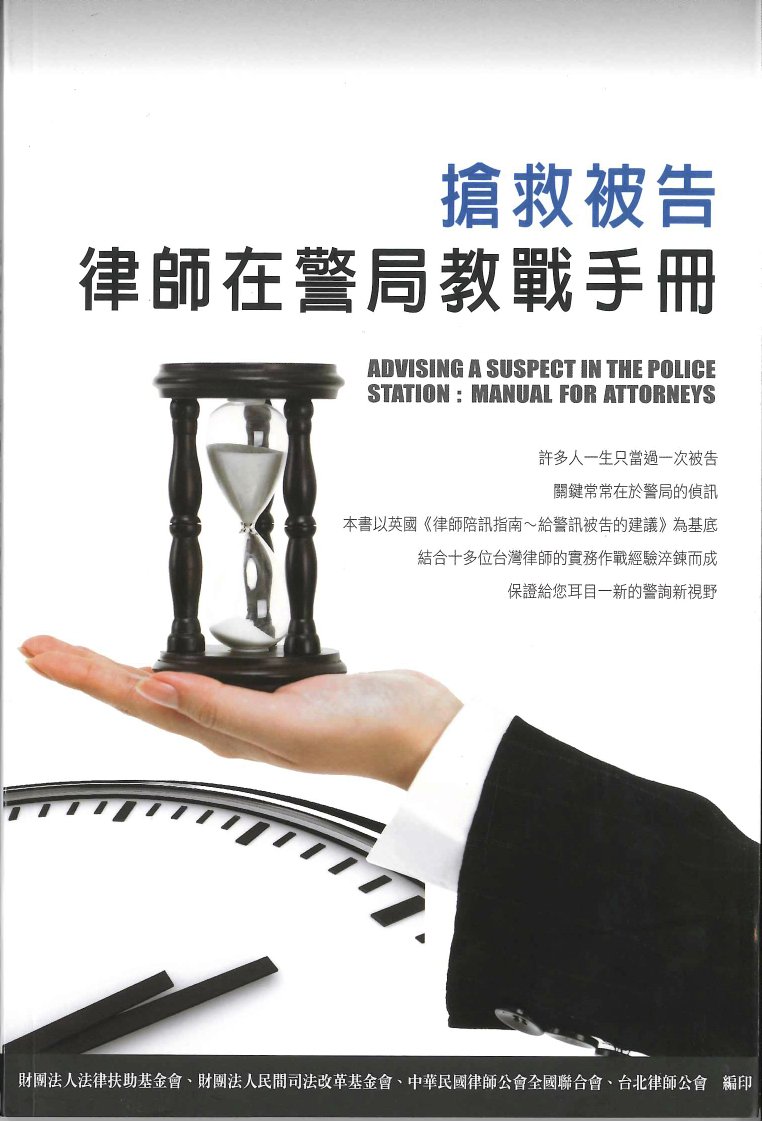 搶救被告
律師在警局教戰手冊
ADVISING A SUSPECT IN THE POLICE
STATION : MANUAL FOR ATTORNEYS
許多人一生只當過一次被告
關鍵常常在於警局的偵訊
本書以英國《律師陪訊指南～給警訊被告的建議》為基底
結合十多位台灣律師的實務作戰經驗淬鍊而成
保證給您耳目一新的警詢新視野
財團法人法律扶助基金會、財團法人民間司法改革基金會、中華民國律師公會全國聯合會、台北律師公會　編印